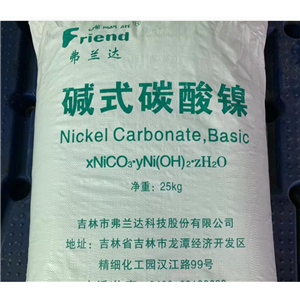 Friend
弗兰达
碱式碳酸镍
Nickel Carbonate,Basic
xNiCO₃·yNi(OH)₂·zH₂O
净重：25kg
吉林市弗兰达科技股份有限公司
地址：吉林省吉林市龙潭经济开发区
精细化工园汉江路99号